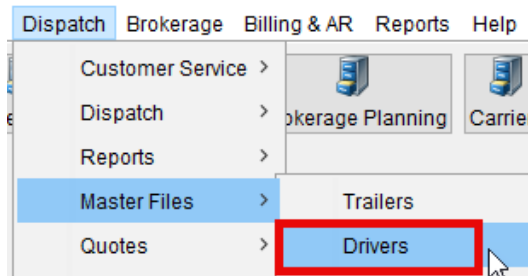 Dispatch Brokerage Billing & AR Reports Help
Customer Service >
Dispatch >
Reports >
Master Files >
Quotes >
okerage Planning
Carrie
Trailers
Drivers